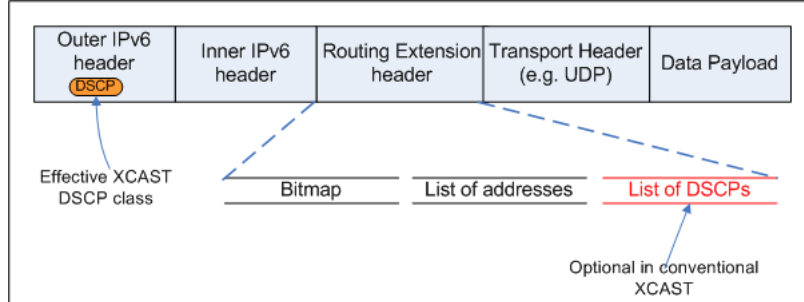 Outer IPv6
header
DSCP
Inner IPv6
header
Routing Extension
header
Transport Header
(e.g. UDP)
Data Payload
Effective XCAST
DSCP class
Bitmap
List of addresses
List of DSCPs
Optional in conventional
XCAST